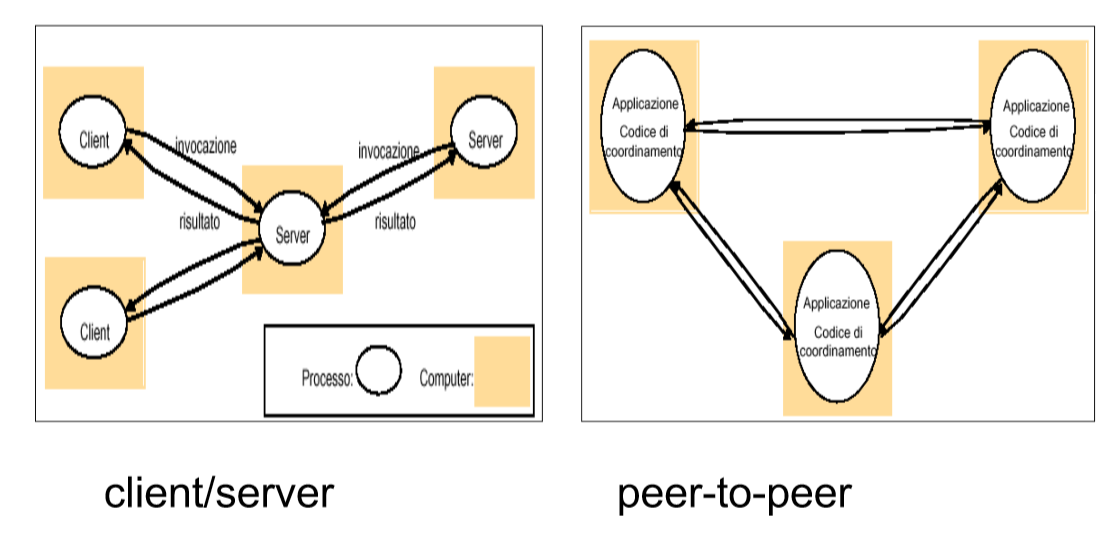 Client
invocazione
risultato
Server
invocazione
risultato
Server
Client
Processo:
Computer:
client/server
Applicazione
Codice di
coordinamento
Applicazione
Codice di
coordinamento
Applicazione
Codice di
coordinamento
peer-to-peer